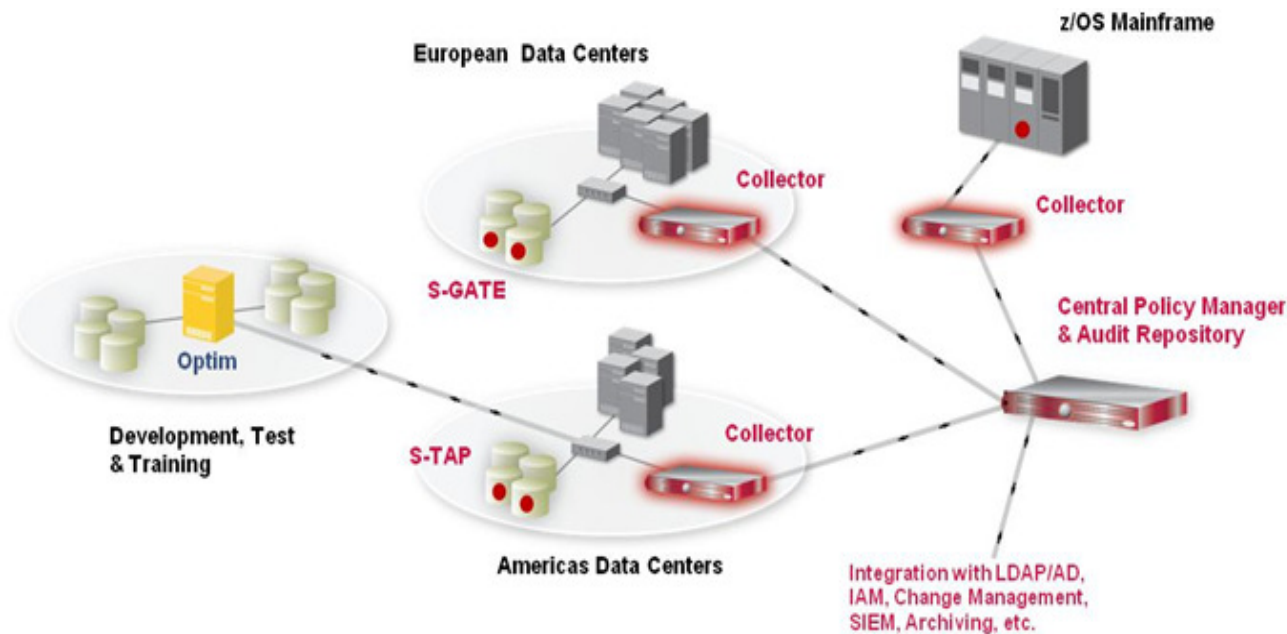 z/OS Mainframe
European Data Centers
Collector
Collector
S-GATE
Central Policy Manager
& Audit Repository
Optim
Development, Test
& Training
S-TAP
Collector
Americas Data Centers
Integration with LDAP/AD,
IAM, Change Management,
SIEM, Archiving, etc.